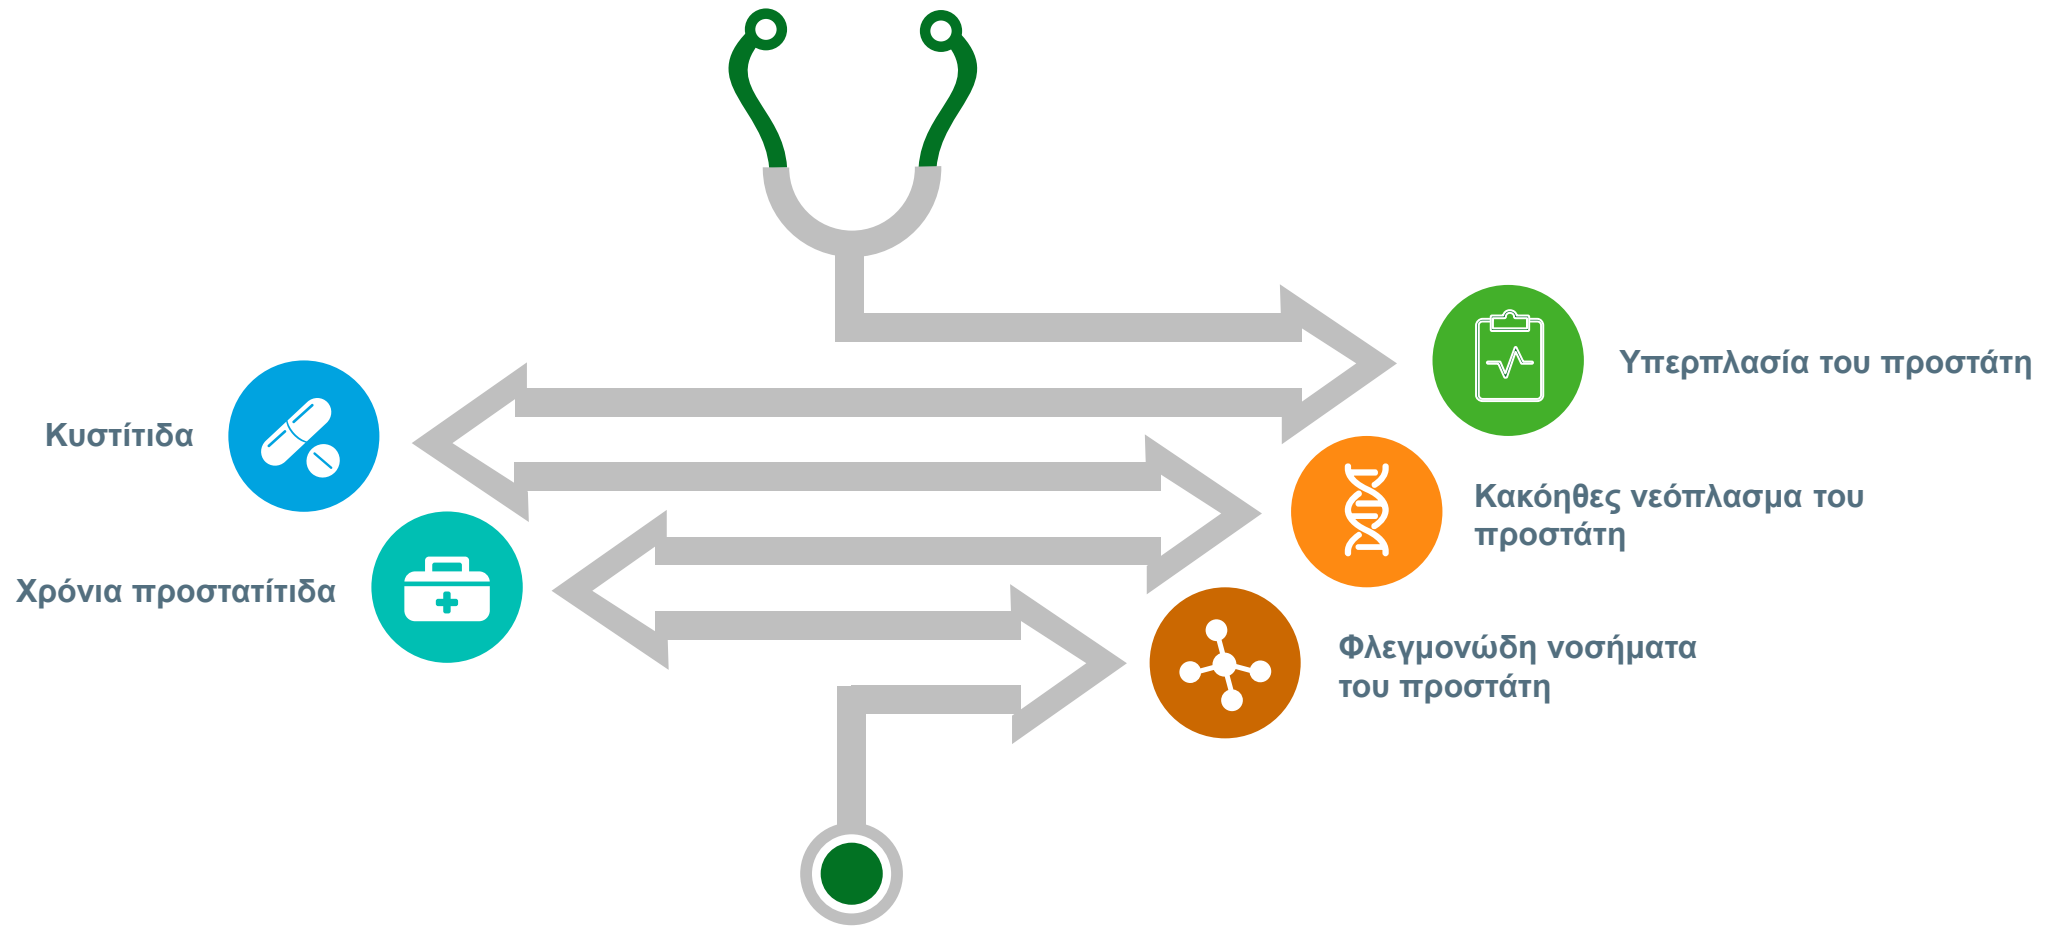 Υπερπλασία του προστάτη
Κυστίτιδα
Κακόηθες νεόπλασμα του
προστάτη
Χρόνια προστατίτιδα
Φλεγμονώδη νοσήματα
του προστάτη